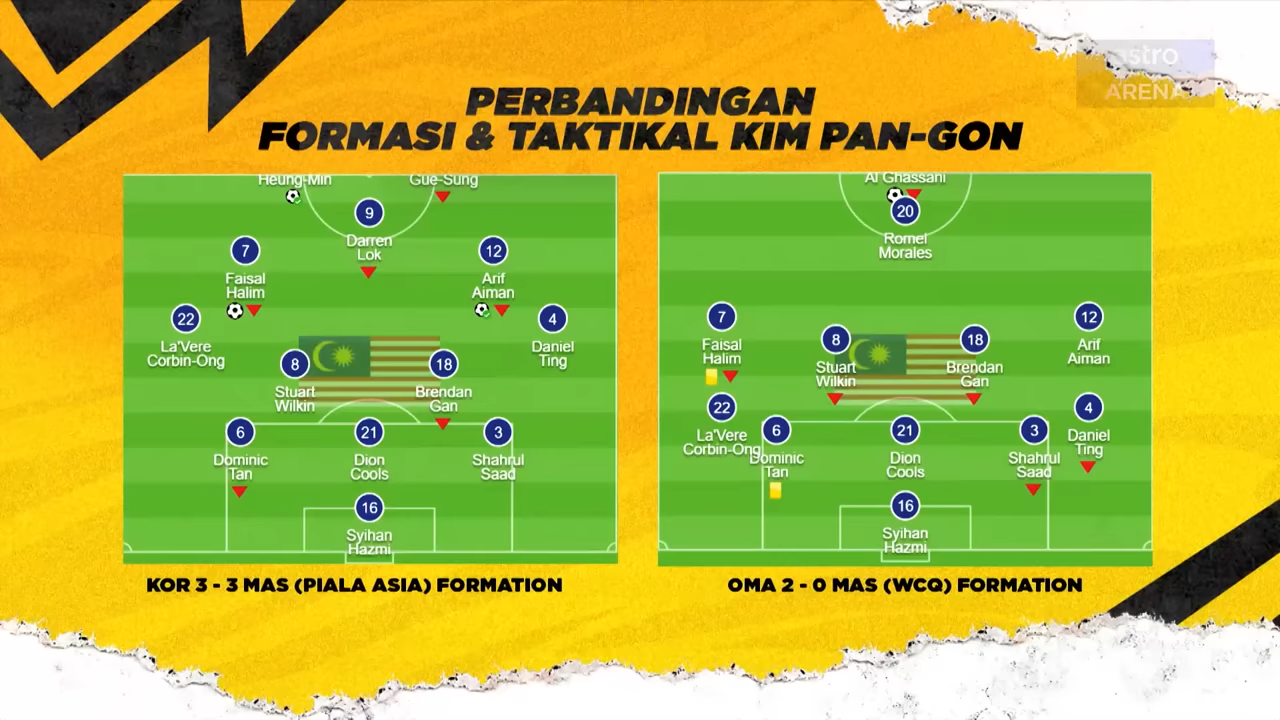 astro
ARENA
PERBANDINGAN
FORMASI & TAKTIKAL KIM PAN-GON
Heung-Min
Gue-Sung
9
Darren
Lok
7
Faisal
Halim
12
Arif
Aiman
22
La'Vere
Corbin-Ong
4
Daniel
Ting
8
Stuart
Wilkin
18
Brendan
Gan
6
Dominic
Tan
21
Dion
Cools
3
Shahrul
Saad
16
Syihan
Hazmi
KOR 3 - 3 MAS (PIALA ASIA) FORMATION
Al Ghassani
20
Romel
Morales
7
Faisal
Halim
8
Stuart
Wilkin
18
Brendan
Gan
12
Arif
Aiman
22
La'Vere
Corbin-Ong
6
Dominic
Tan
21
Dion
Cools
3
Shahrul
Saad
4
Daniel
Ting
16
Syihan
Hazmi
OMA 2 - 0 MAS (WCQ) FORMATION